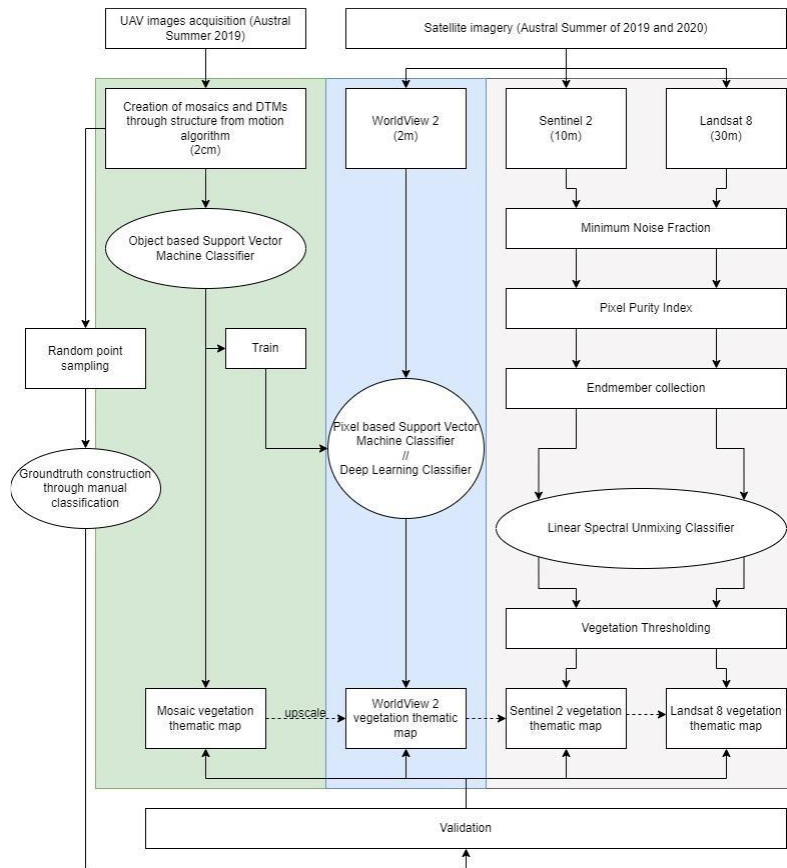 UAV images acquisition (Austral
Summer 2019)
Satellite imagery (Austral Summer of 2019 and 2020)
Creation of mosaics and DTMs
through structure from motion
algorithm
(2cm)
WorldView 2
(2m)
Sentinel 2
(10m)
Landsat 8
(30m)
Object based Support Vector
Machine Classifier
Minimum Noise Fraction
Pixel Purity Index
Random point
sampling
Train
Endmember collection
Pixel based Support Vector
Machine Classifier
//
Deep Learning Classifier
Groundtruth construction
through manual
classification
Linear Spectral Unmixing Classifier
Vegetation Thresholding
Mosaic vegetation
thematic map
upscale
WorldView 2
vegetation thematic
map
Sentinel 2 vegetation
thematic map
Landsat 8 vegetation
thematic map
Validation